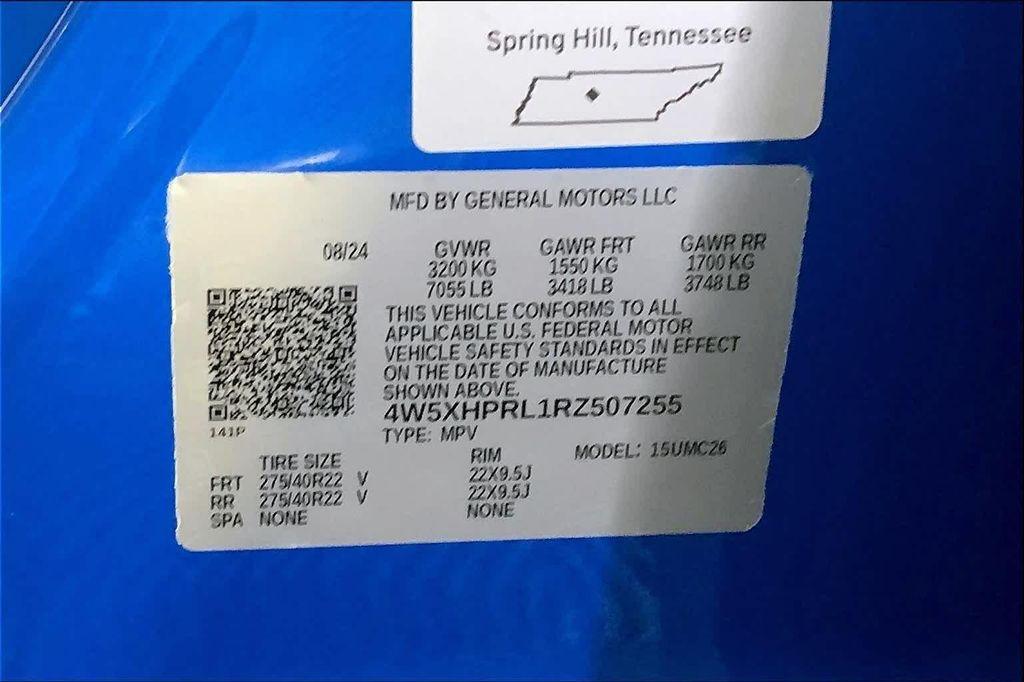 Spring Hill, Tennessee
MFD BY GENERAL MOTORS LLC
08/24 GVWR GAWR FRT GAWR RR
3200 KG 1550 KG 1700 KG
7055 LB 3418 LB 3748 LB
THIS VEHICLE CONFORMS TO ALL
APPLICABLE U.S. FEDERAL MOTOR
VEHICLE SAFETY STANDARDS IN EFFECT
ON THE DATE OF MANUFACTURE
SHOWN ABOVE.
4W5XHPRL1RZ507255
141P
TYPE: MPV
TIRE SIZE RIM MODEL: 15UMC26
FRT 275/40R22 V 22X9.5J
RR 275/40R22 V 22X9.5J
SPA NONE NONE